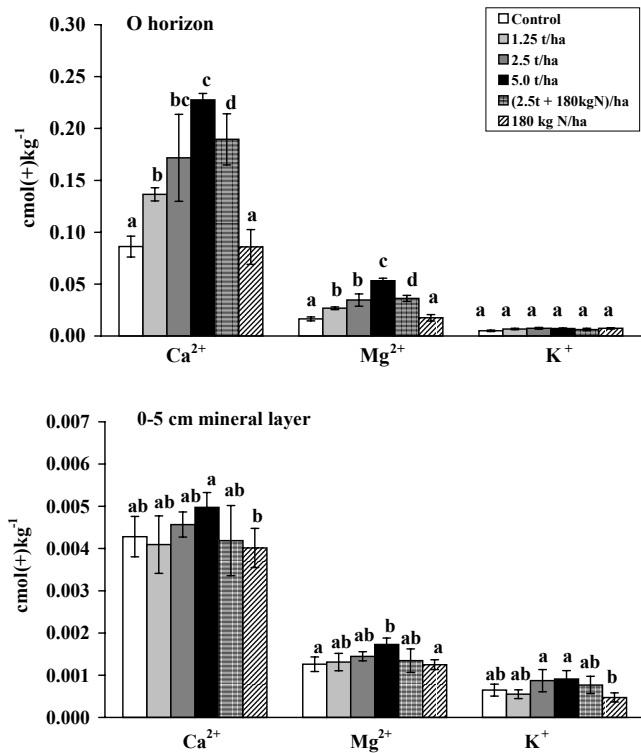 O horizon
Control
1.25 t/ha
2.5 t/ha
5.0 t/ha
(2.5t + 180kgN)/ha
180 kg N/ha
cmol(+)kg⁻¹
0.30
0.25
0.20
0.15
0.10
0.05
0.00
a b bc c d a
a b b c d a
a a a a a a
Ca²⁺ Mg²⁺ K⁺
0-5 cm mineral layer
cmol(+)kg⁻¹
0.007
0.006
0.005
0.004
0.003
0.002
0.001
0.000
ab ab ab a ab b
a ab ab b ab a
ab ab a a ab b
Ca²⁺ Mg²⁺ K⁺